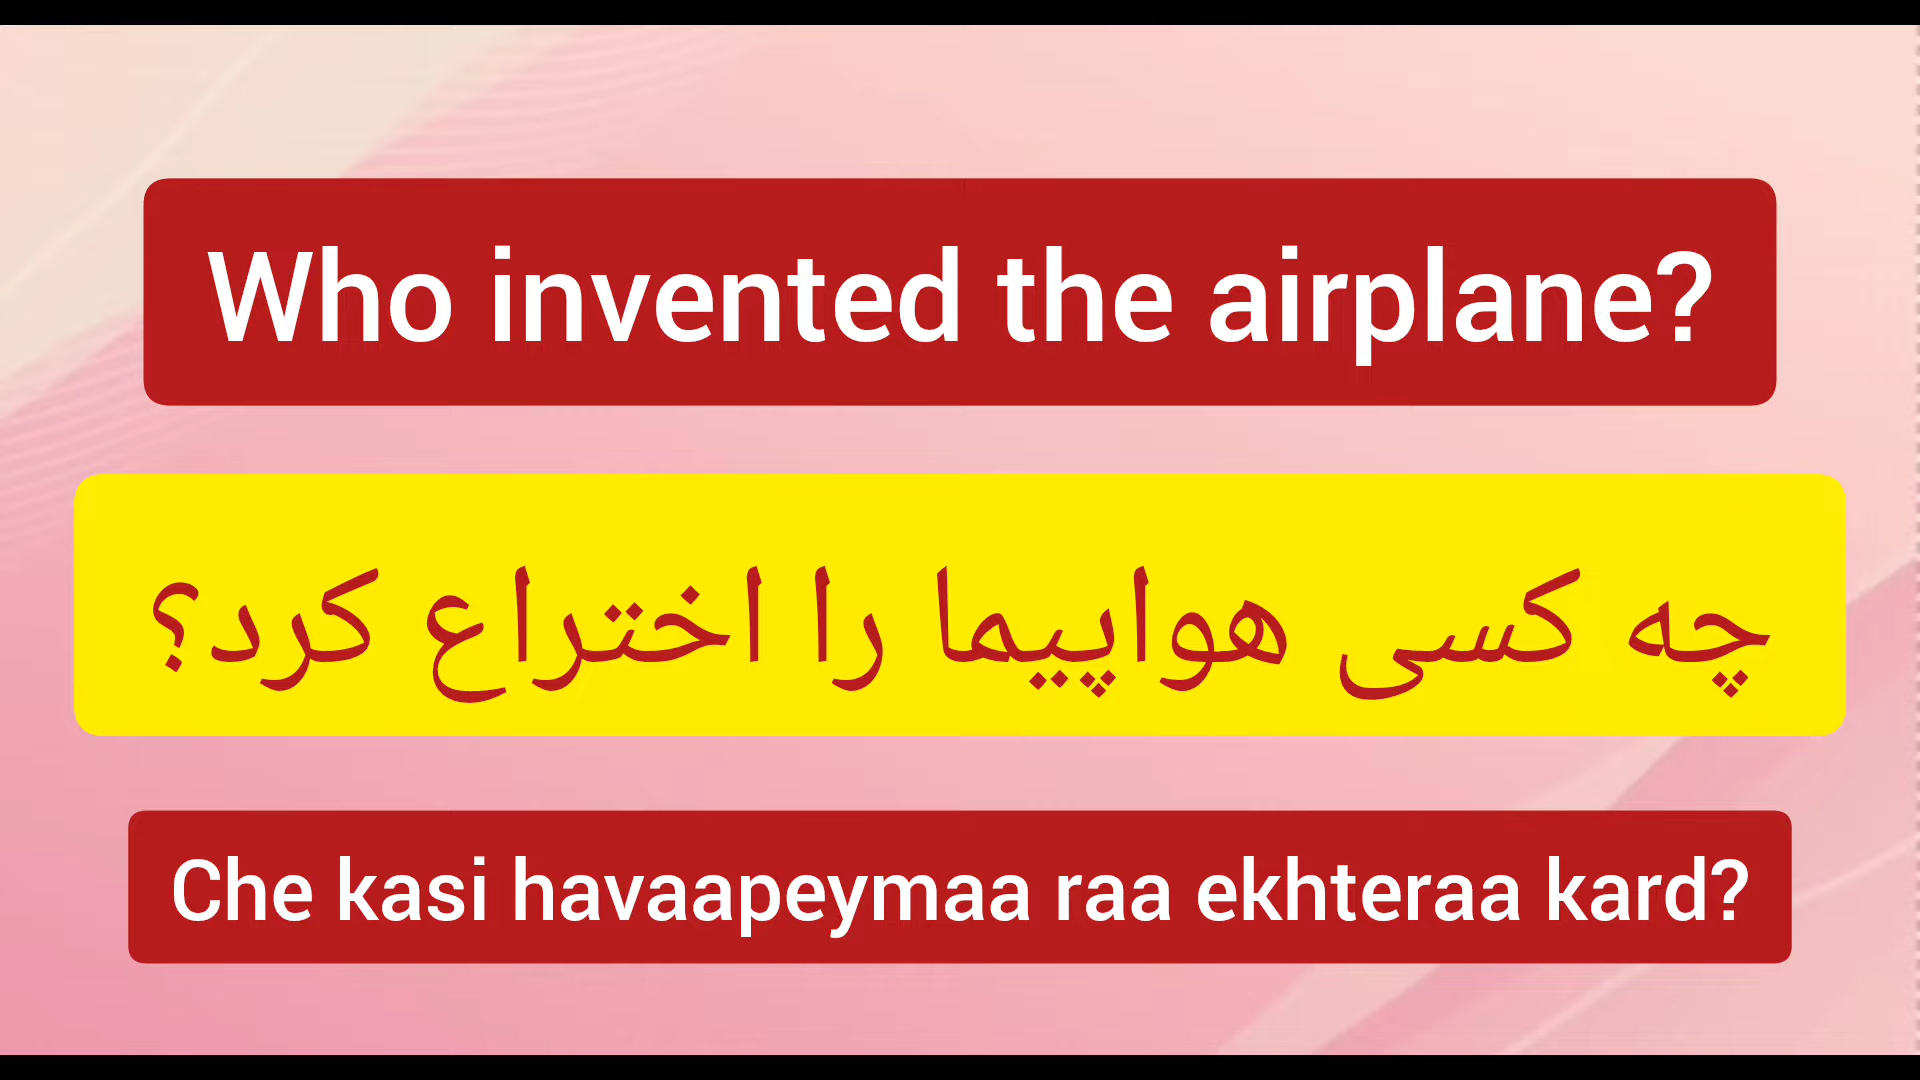 Who invented the airplane?
چه کسی هواپیما را اختراع کرد؟
Che kasi havaapeymaa raa ekhteraa kard?